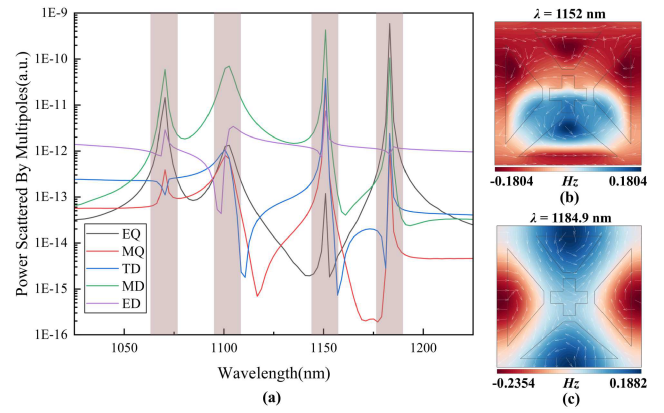 Power Scattered By Multipoles(a.u.)
1E-9
1E-10
1E-11
1E-12
1E-13
1E-14
1E-15
1E-16
EQ
MQ
TD
MD
ED
1050
1100
1150
1200
Wavelength(nm)
(a)
λ = 1152 nm
-0.1804 Hz 0.1804
(b)
λ = 1184.9 nm
-0.2354 Hz 0.1882
(c)